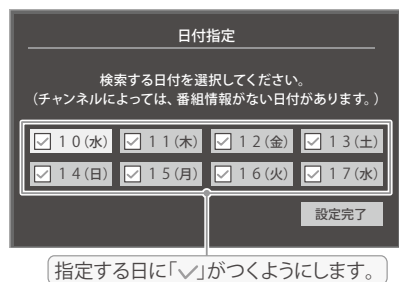 日付指定
検索する日付を選択してください。
（チャンネルによっては、番組情報がない日付があります。）
☑ 10(水) ☑ 11(木) ☑ 12(金) ☑ 13(土)
☑ 14(日) ☑ 15(月) ☑ 16(火) ☑ 17(水)
設定完了
指定する日に「✓」がつくようにします。